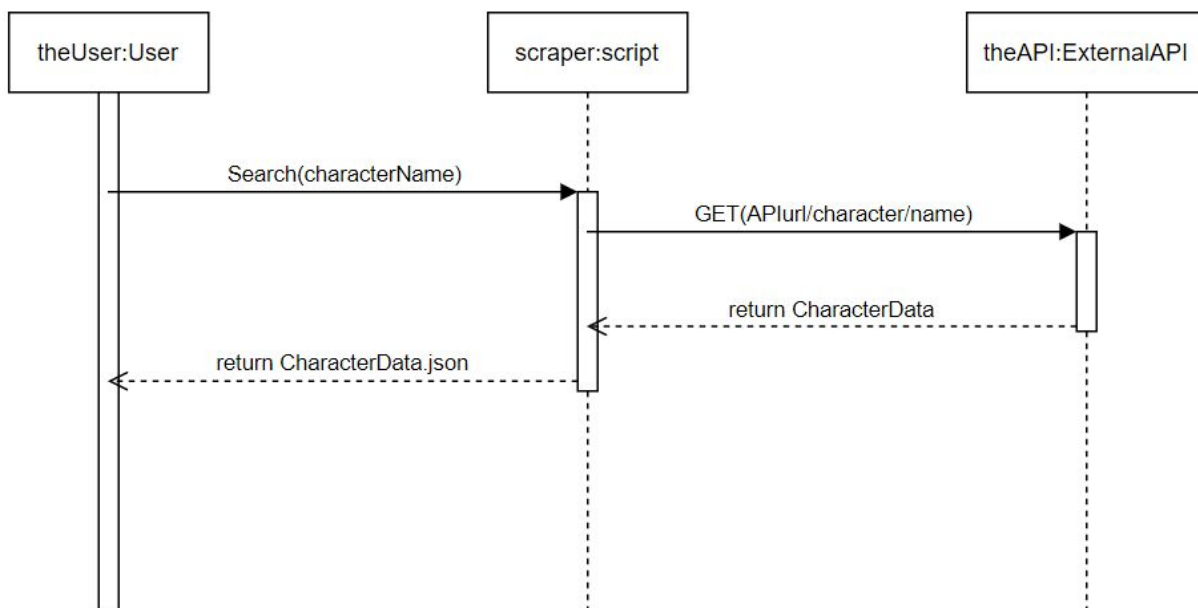 theUser:User
scraper:script
theAPI:ExternalAPI
Search(characterName)
GET(APIurl/character/name)
return CharacterData
return CharacterData.json